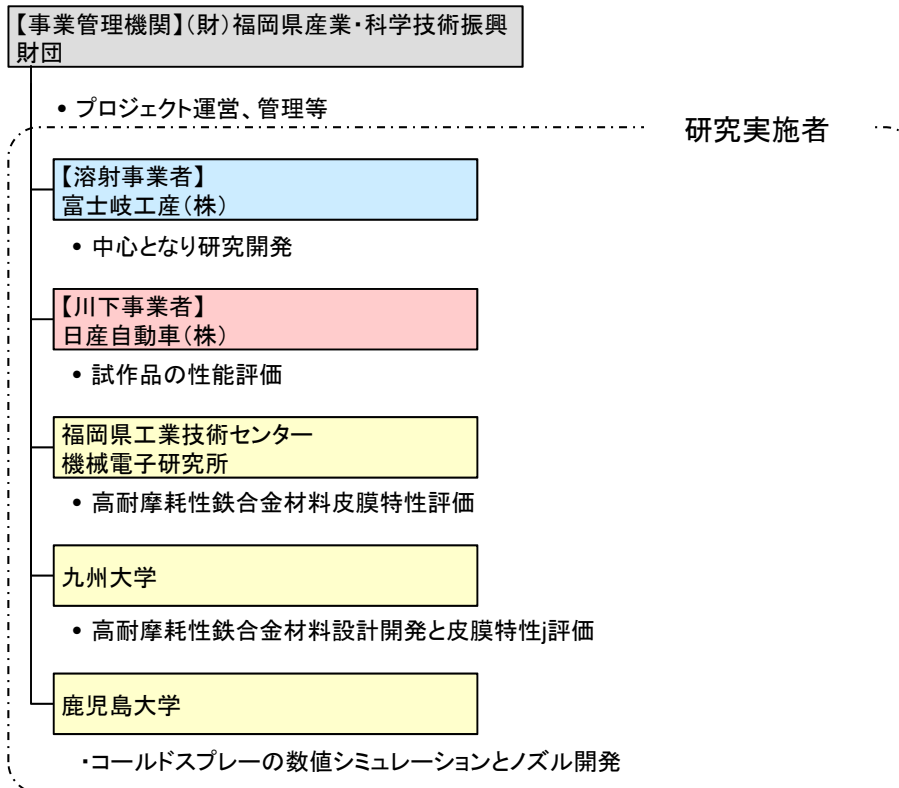 【事業管理機関】（財）福岡県産業・科学技術振興
財団
• プロジェクト運営、管理等
研究実施者
【溶射事業者】
富士岐工産（株）
• 中心となり研究開発
【川下事業者】
日産自動車（株）
• 試作品の性能評価
福岡県工業技術センター
機械電子研究所
• 高耐摩耗性鉄合金材料皮膜特性評価
九州大学
• 高耐摩耗性鉄合金材料設計開発と皮膜特性j評価
鹿児島大学
・コールドスプレーの数値シミュレーションとノズル開発